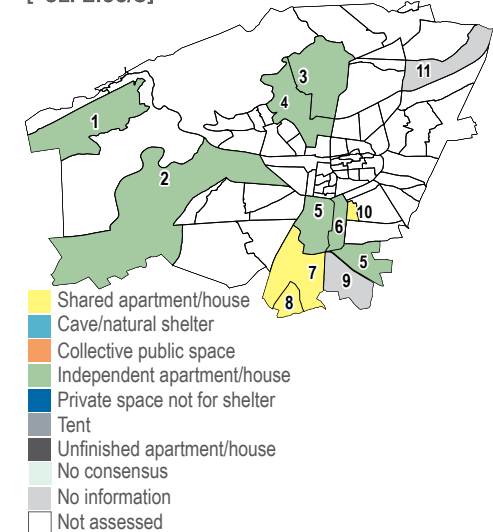 3
11
4
1
2
5
10
6
5
7
9
8
Shared apartment/house
Cave/natural shelter
Collective public space
Independent apartment/house
Private space not for shelter
Tent
Unfinished apartment/house
No consensus
No information
Not assessed